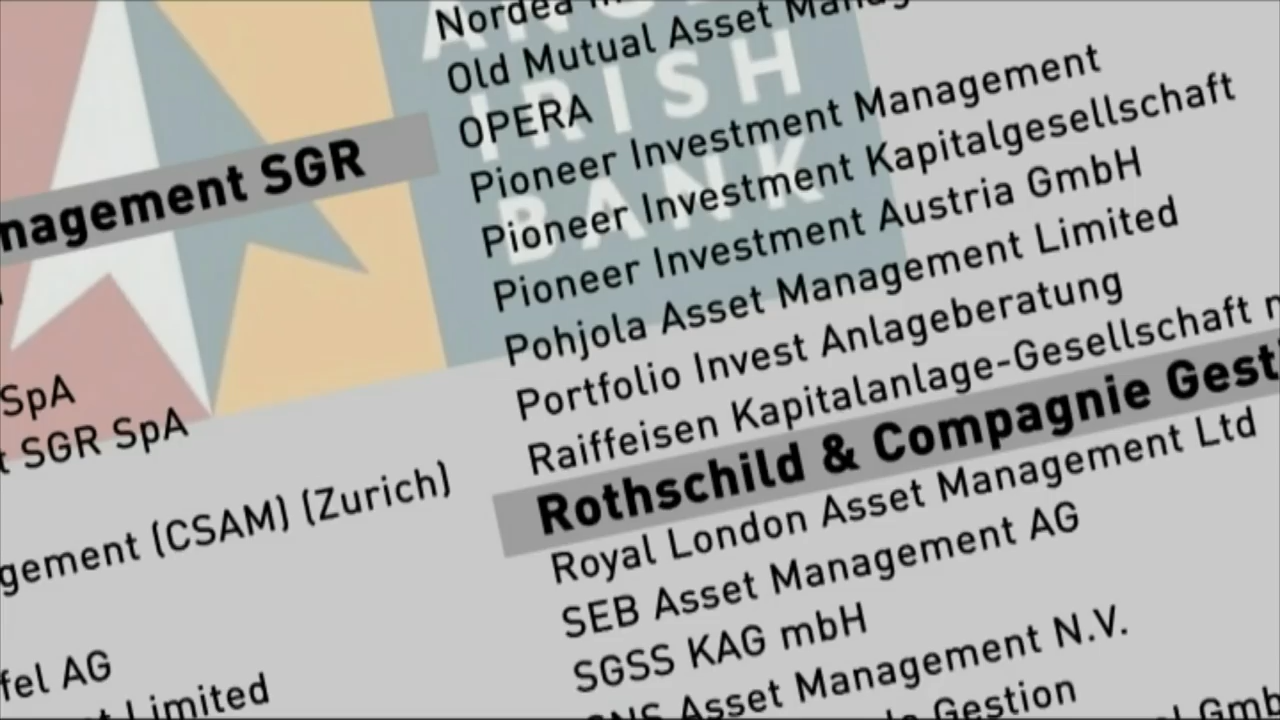 nagement SGR
SpA
SGR SpA
gement (CSAM) (Zurich)
fel AG
Limited
Nordea
Old Mutual Asset
OPERA
Pioneer Investment Management
Pioneer Investment Kapitalgesellschaft
Pioneer Investment Austria GmbH
Pohjola Asset Management Limited
Portfolio Invest Anlageberatung
Raiffeisen Kapitalanlage-Gesellschaft
Rothschild & Compagnie Gesti
Royal London Asset Management Ltd
SEB Asset Management AG
SGSS KAG mbH
Asset Management N.V.
Gestion
IRISH
BANK